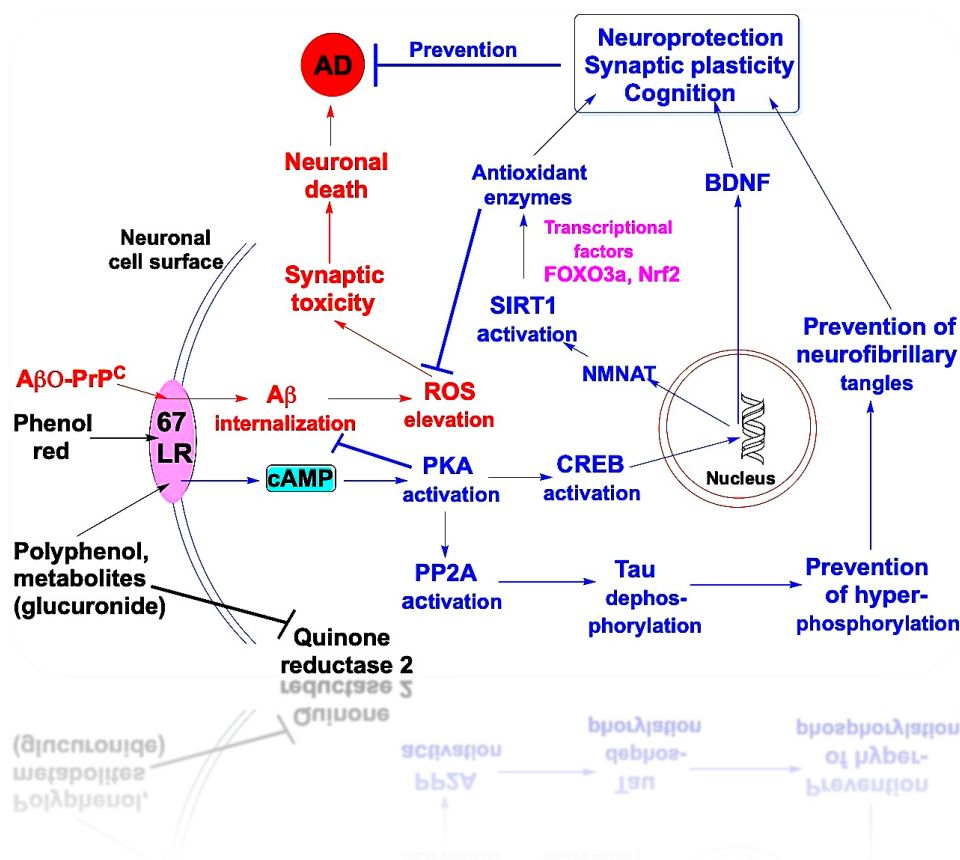 AD
Prevention
Neuroprotection
Synaptic plasticity
Cognition
Neuronal
death
Antioxidant
enzymes
BDNF
Neuronal
cell surface
Transcriptional
factors
FOXO3a, Nrf2
Synaptic
toxicity
SIRT1
activation
Prevention of
neurofibrillary
tangles
NMNAT
AβO-PrPC
Aβ
internalization
ROS
elevation
Phenol
red
67
LR
cAMP
PKA
activation
CREB
activation
Nucleus
Polyphenol,
metabolites
(glucuronide)
PP2A
activation
Tau
dephos-
phorylation
Prevention
of hyper-
phosphorylation
Quinone
reductase 2